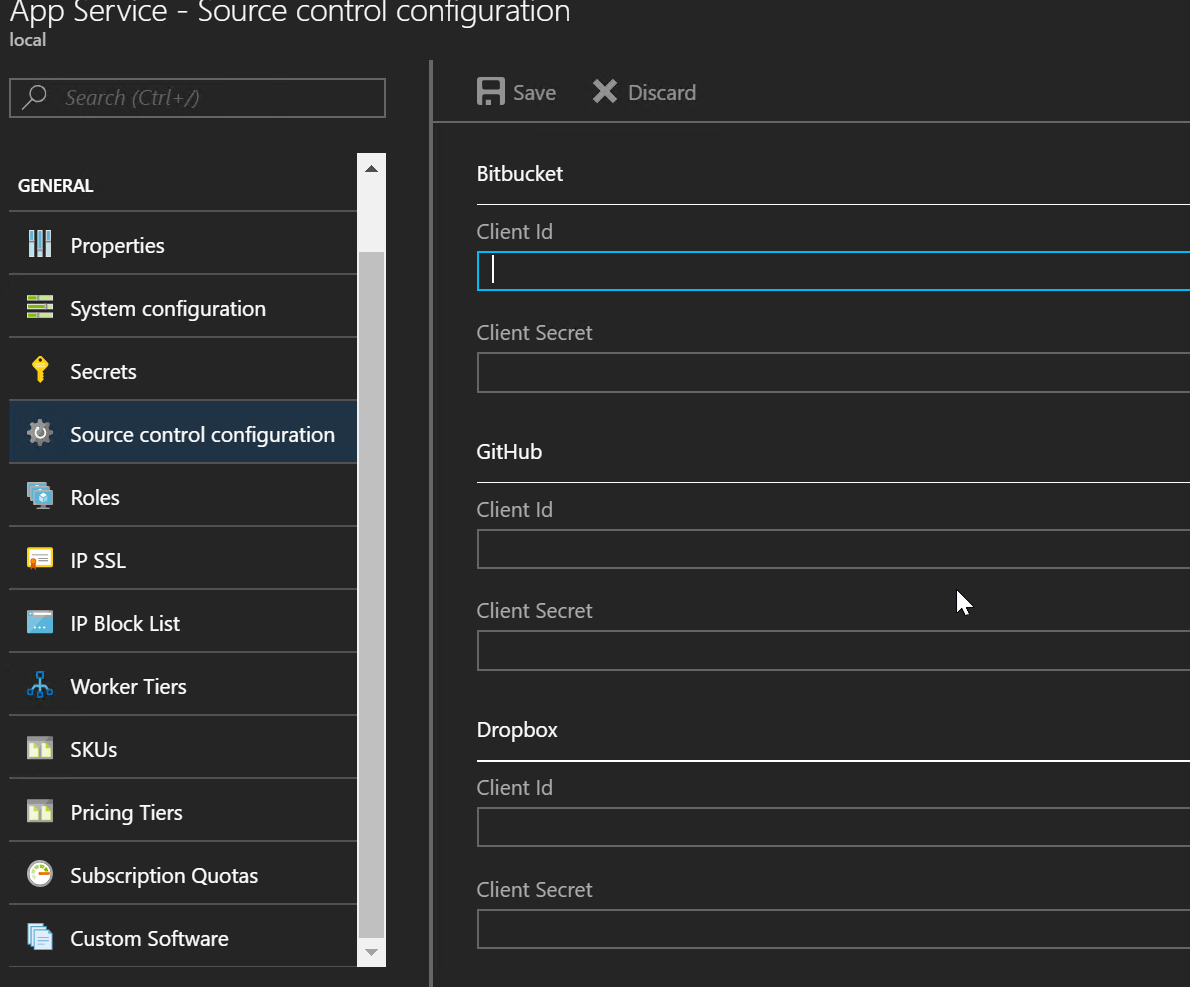 App Service - Source control configuration
local
Search (Ctrl+/)
GENERAL
Properties
System configuration
Secrets
Source control configuration
Roles
IP SSL
IP Block List
Worker Tiers
SKUs
Pricing Tiers
Subscription Quotas
Custom Software
Save Discard
Bitbucket
Client Id
Client Secret
GitHub
Client Id
Client Secret
Dropbox
Client Id
Client Secret